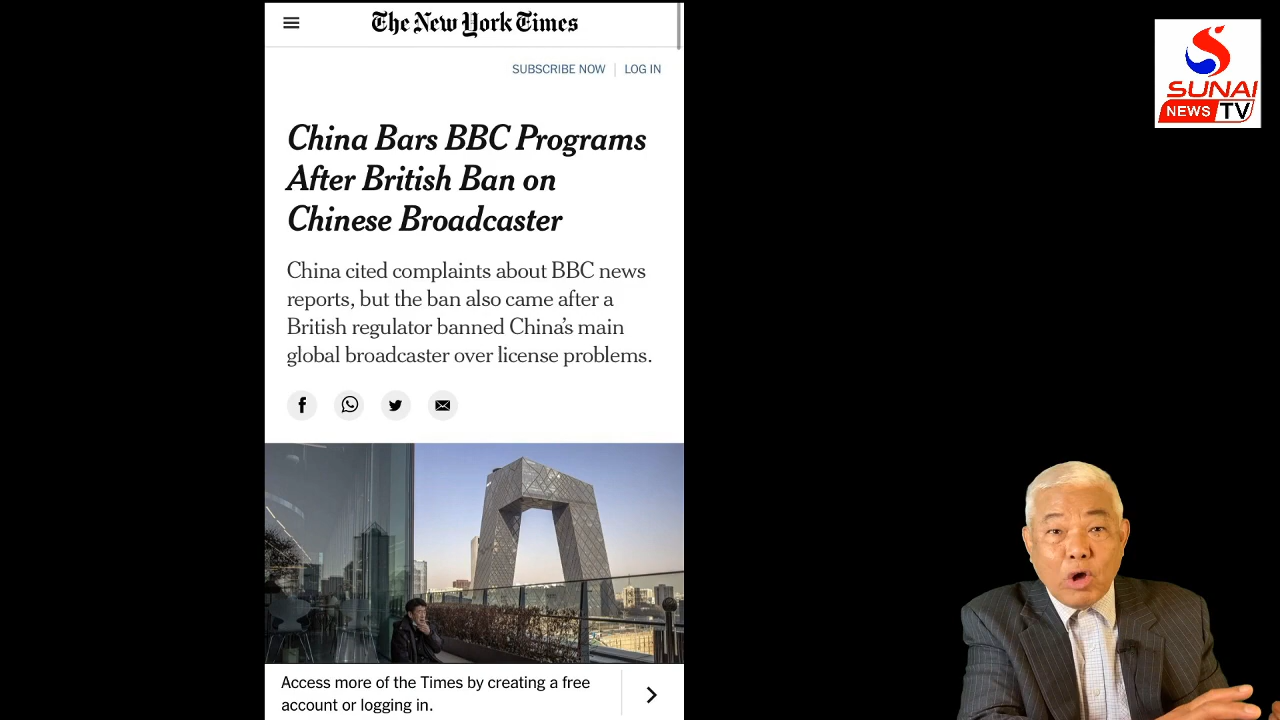 The New York Times
SUBSCRIBE NOW
LOG IN
China Bars BBC Programs
After British Ban on
Chinese Broadcaster
China cited complaints about BBC news
reports, but the ban also came after a
British regulator banned China’s main
global broadcaster over license problems.
Access more of the Times by creating a free
account or logging in.
SUNAI
NEWS TV